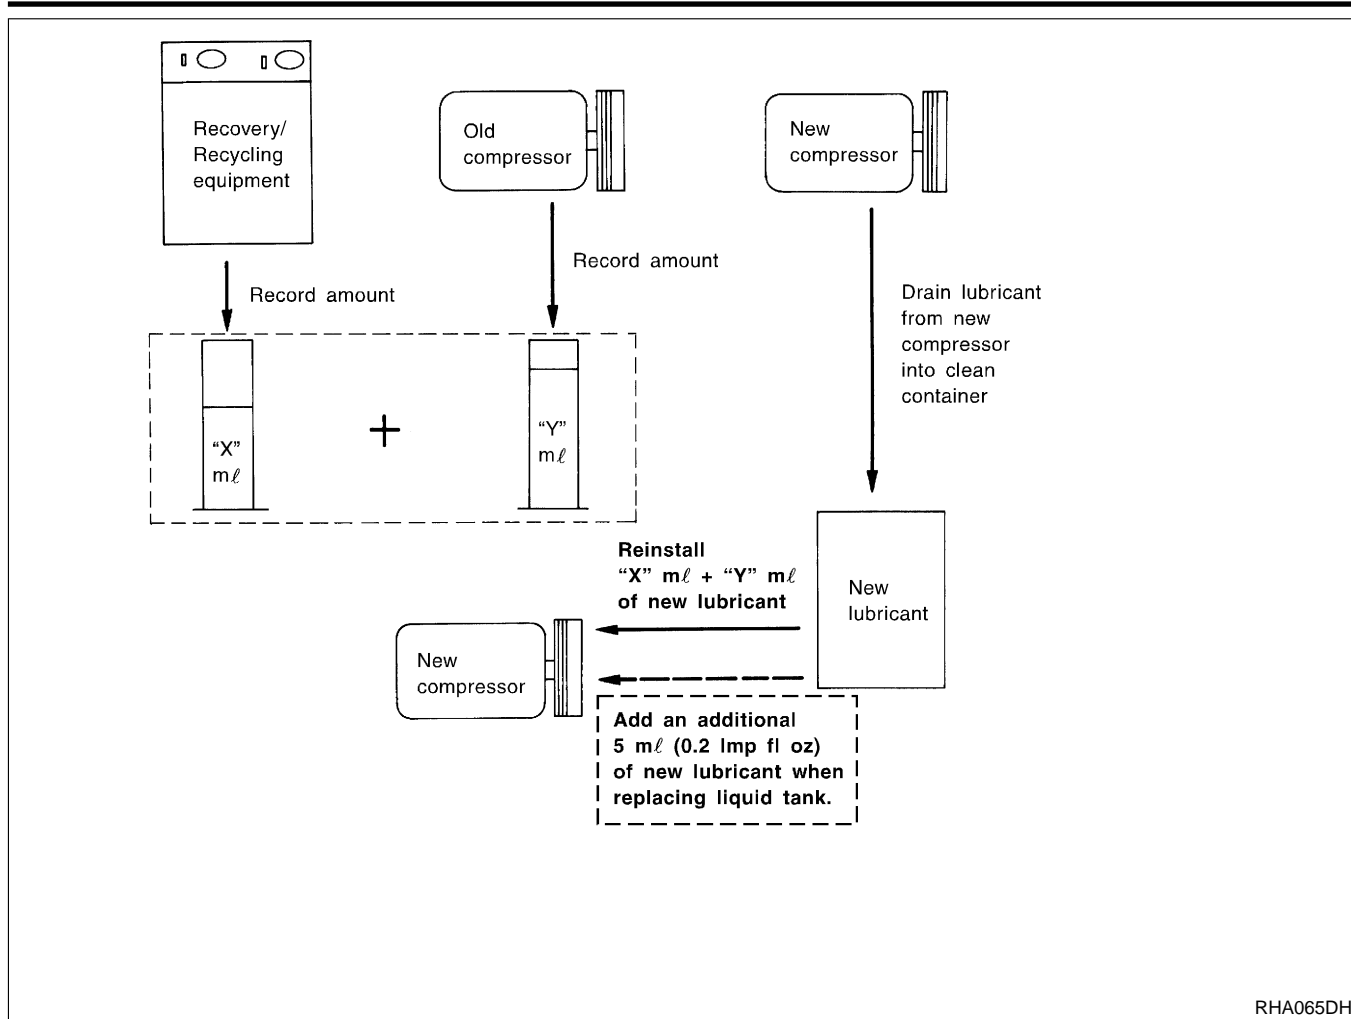 Recovery/
Recycling
equipment
Old
compressor
New
compressor
Record amount
Record amount
Drain lubricant
from new
compressor
into clean
container
“X”
mℓ
+
“Y”
mℓ
Reinstall
“X” mℓ + “Y” mℓ
of new lubricant
New
lubricant
New
compressor
Add an additional
5 mℓ (0.2 Imp fl oz)
of new lubricant when
replacing liquid tank.
RHA065DH